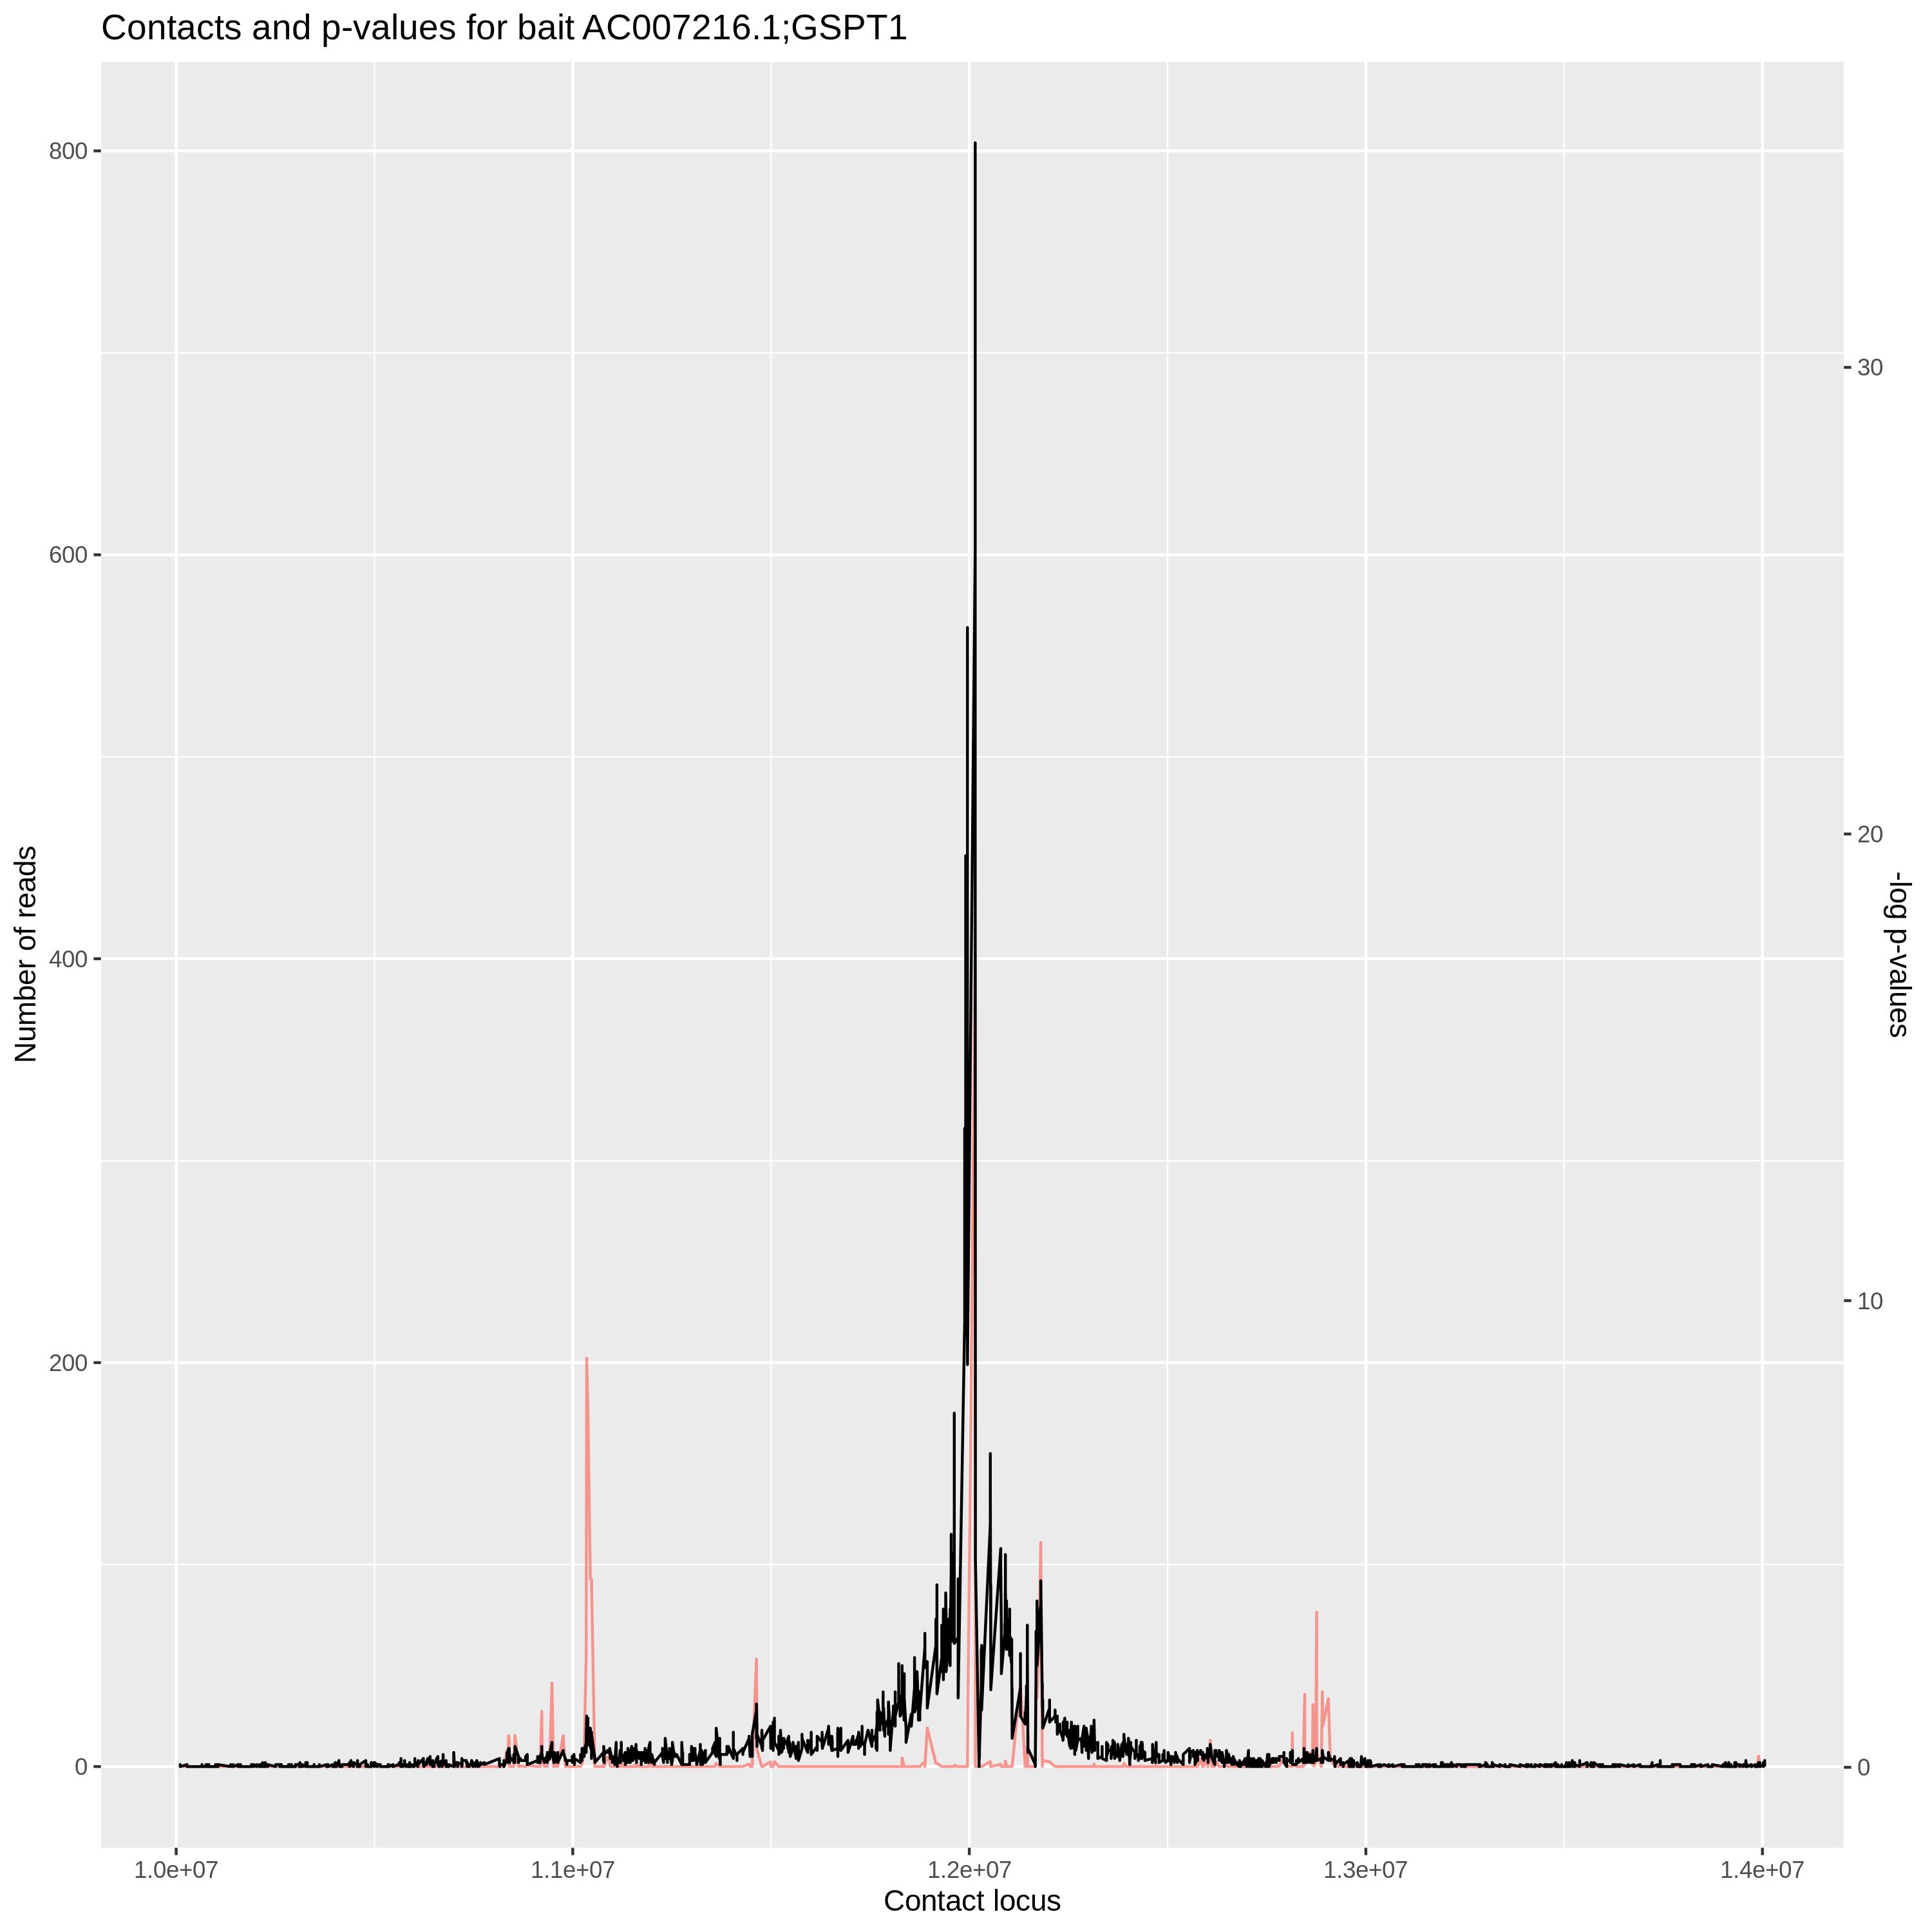 Contacts and p-values for bait AC007216.1;GSPT1
800
600
400
200
0
Number of reads
30
20
10
0
-log p-values
1.0e+07
1.1e+07
1.2e+07
1.3e+07
1.4e+07
Contact locus